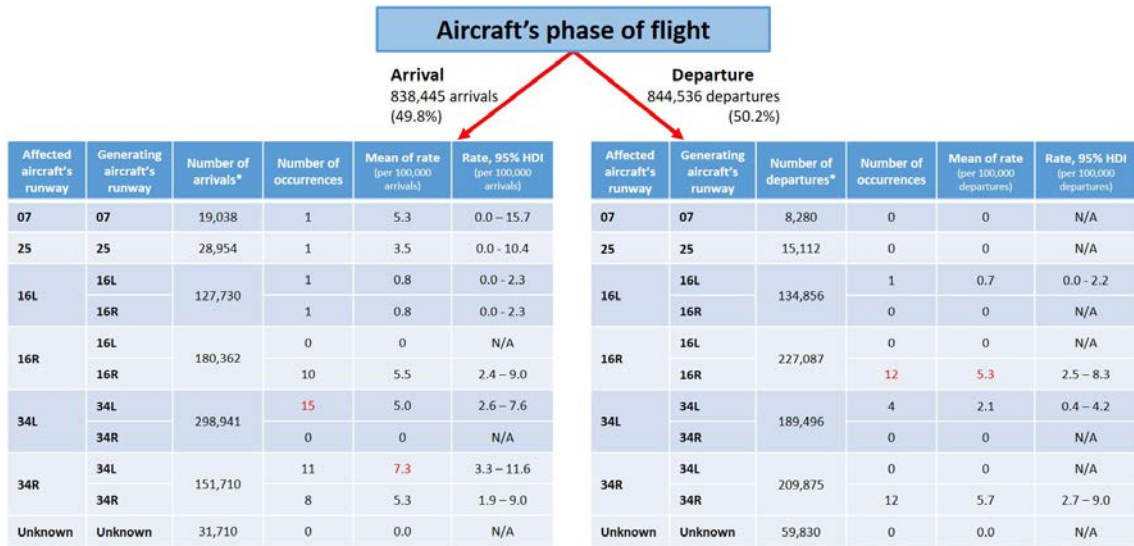 Aircraft's phase of flight
Arrival
838,445 arrivals
(49.8%)
Departure
844,536 departures
(50.2%)
Affected aircraft's runway Generating aircraft's runway Number of arrivals* Number of occurrences Mean of rate (per 100,000 arrivals) Rate, 95% HDI (per 100,000 arrivals)
07 07 19,038 1 5.3 0.0 – 15.7
25 25 28,954 1 3.5 0.0 - 10.4
16L 16L 127,730 1 0.8 0.0 - 2.3
16R 1 0.8 0.0 - 2.3
16R 16L 180,362 0 0 N/A
16R 10 5.5 2.4 – 9.0
34L 34L 298,941 15 5.0 2.6 – 7.6
34R 0 0 N/A
34R 34L 151,710 11 7.3 3.3 – 11.6
34R 8 5.3 1.9 – 9.0
Unknown Unknown 31,710 0 0.0 N/A
Affected aircraft's runway Generating aircraft's runway Number of departures* Number of occurrences Mean of rate (per 100,000 departures) Rate, 95% HDI (per 100,000 departures)
07 07 8,280 0 0 N/A
25 25 15,112 0 0 N/A
16L 16L 134,856 1 0.7 0.0 - 2.2
16R 0 0 N/A
16R 16L 227,087 0 0 N/A
16R 12 5.3 2.5 – 8.3
34L 34L 189,496 4 2.1 0.4 – 4.2
34R 0 0 N/A
34R 34L 209,875 0 0 N/A
34R 12 5.7 2.7 – 9.0
Unknown Unknown 59,830 0 0.0 N/A